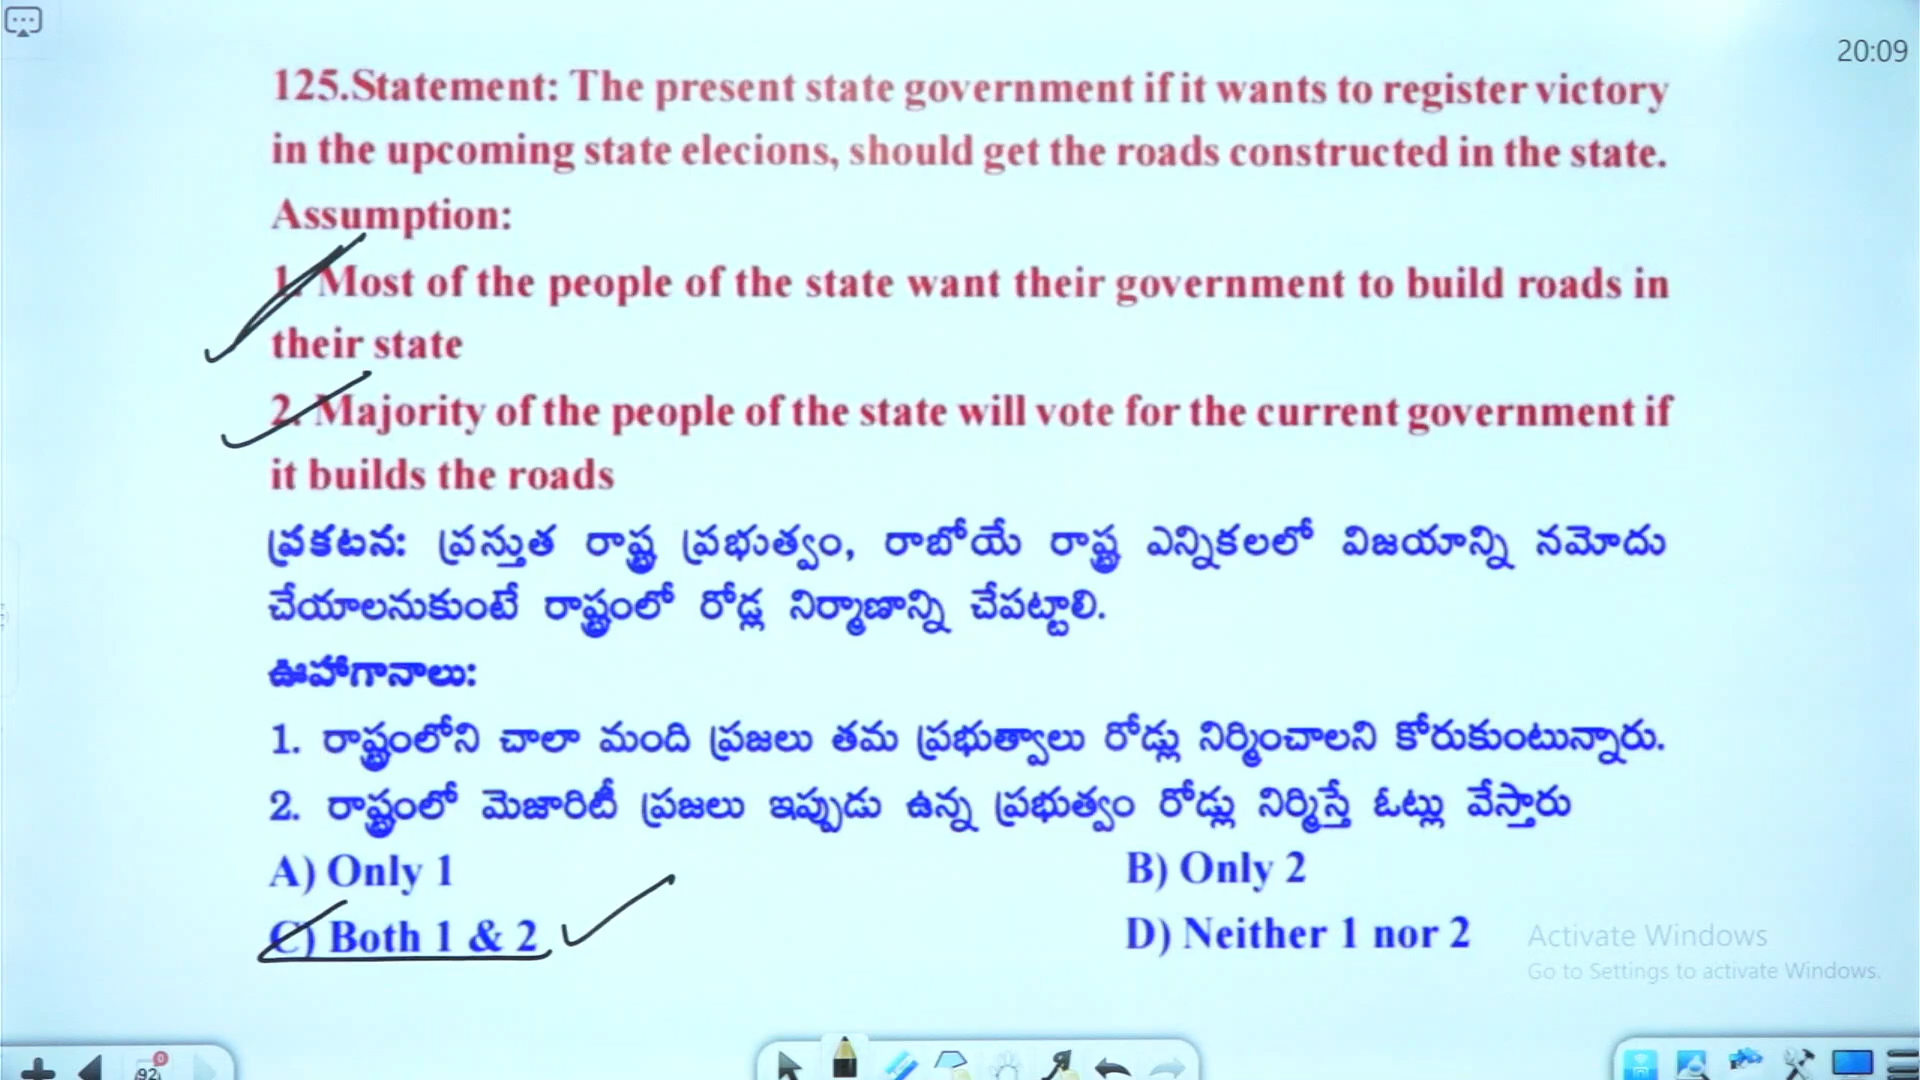 20:09
125.Statement: The present state government if it wants to register victory
in the upcoming state elecions, should get the roads constructed in the state.
Assumption:
1. Most of the people of the state want their government to build roads in
their state
2. Majority of the people of the state will vote for the current government if
it builds the roads
ప్రకటన: ప్రస్తుత రాష్ట్ర ప్రభుత్వం, రాబోయే రాష్ట్ర ఎన్నికలలో విజయాన్ని నమోదు
చేయాలనుకుంటే రాష్ట్రంలో రోడ్ల నిర్మాణాన్ని చేపట్టాలి.
ఊహాగానాలు:
1. రాష్ట్రంలోని చాలా మంది ప్రజలు తమ ప్రభుత్వాలు రోడ్లు నిర్మించాలని కోరుకుంటున్నారు.
2. రాష్ట్రంలో మెజారిటీ ప్రజలు ఇప్పుడు ఉన్న ప్రభుత్వం రోడ్లు నిర్మిస్తే ఓట్లు వేస్తారు
A) Only 1 B) Only 2
C) Both 1 & 2 D) Neither 1 nor 2
Activate Windows
Go to Settings to activate Windows.
92
0